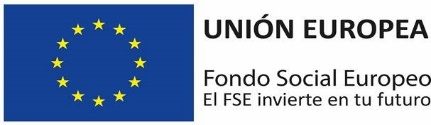 UNIÓN EUROPEA
Fondo Social Europeo
El FSE invierte en tu futuro